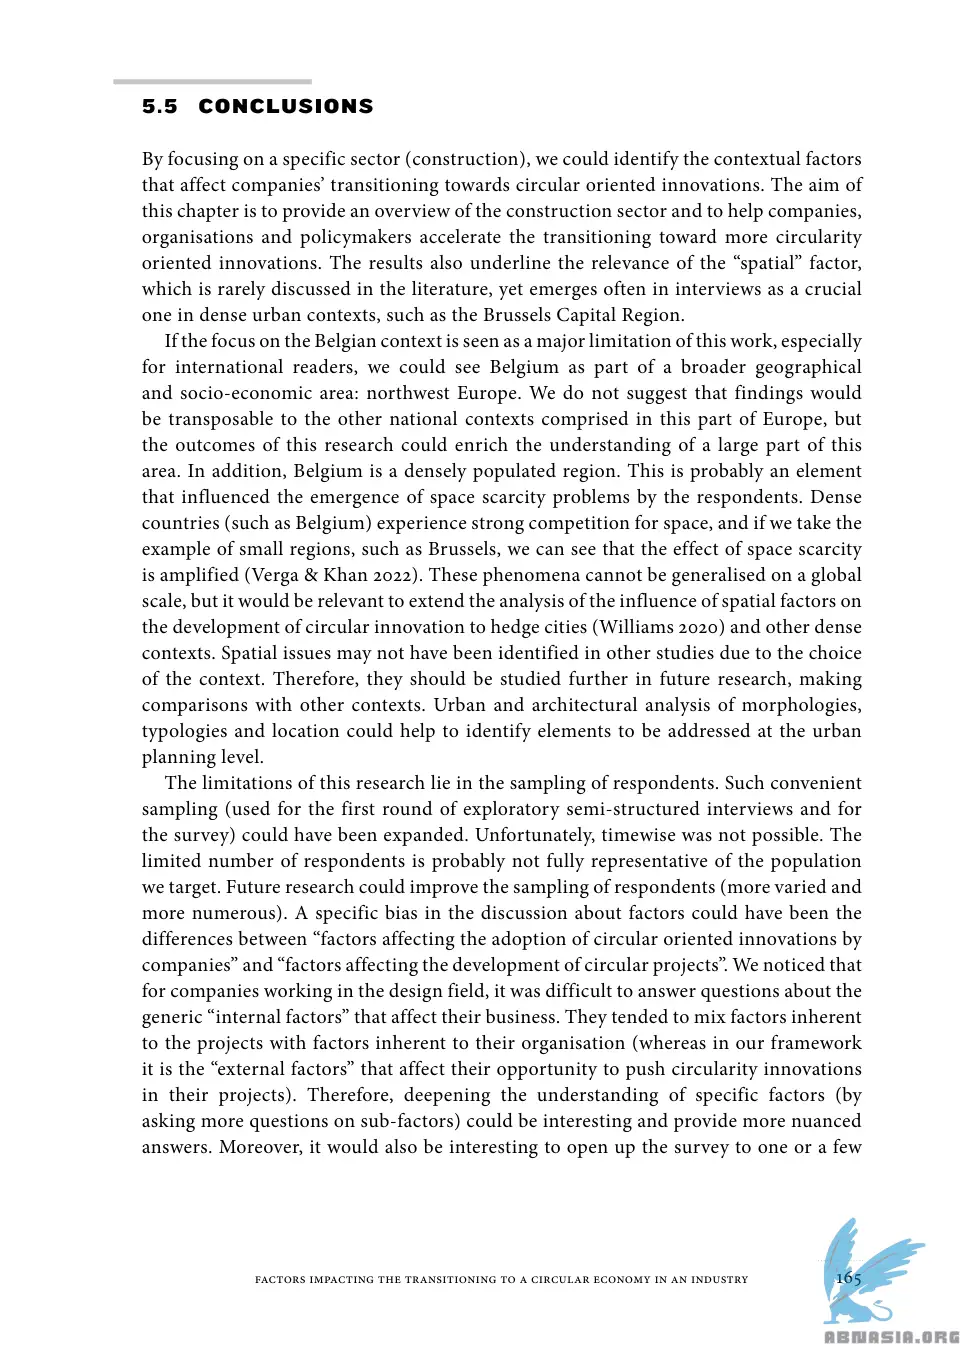 5.5 CONCLUSIONS
By focusing on a specific sector (construction), we could identify the contextual factors
that affect companies’ transitioning towards circular oriented innovations. The aim of
this chapter is to provide an overview of the construction sector and to help companies,
organisations and policymakers accelerate the transitioning toward more circularity
oriented innovations. The results also underline the relevance of the “spatial” factor,
which is rarely discussed in the literature, yet emerges often in interviews as a crucial
one in dense urban contexts, such as the Brussels Capital Region.
If the focus on the Belgian context is seen as a major limitation of this work, especially
for international readers, we could see Belgium as part of a broader geographical
and socio-economic area: northwest Europe. We do not suggest that findings would
be transposable to the other national contexts comprised in this part of Europe, but
the outcomes of this research could enrich the understanding of a large part of this
area. In addition, Belgium is a densely populated region. This is probably an element
that influenced the emergence of space scarcity problems by the respondents. Dense
countries (such as Belgium) experience strong competition for space, and if we take the
example of small regions, such as Brussels, we can see that the effect of space scarcity
is amplified (Verga & Khan 2022). These phenomena cannot be generalised on a global
scale, but it would be relevant to extend the analysis of the influence of spatial factors on
the development of circular innovation to hedge cities (Williams 2020) and other dense
contexts. Spatial issues may not have been identified in other studies due to the choice
of the context. Therefore, they should be studied further in future research, making
comparisons with other contexts. Urban and architectural analysis of morphologies,
typologies and location could help to identify elements to be addressed at the urban
planning level.
The limitations of this research lie in the sampling of respondents. Such convenient
sampling (used for the first round of exploratory semi-structured interviews and for
the survey) could have been expanded. Unfortunately, timewise was not possible. The
limited number of respondents is probably not fully representative of the population
we target. Future research could improve the sampling of respondents (more varied and
more numerous). A specific bias in the discussion about factors could have been the
differences between “factors affecting the adoption of circular oriented innovations by
companies” and “factors affecting the development of circular projects”. We noticed that
for companies working in the design field, it was difficult to answer questions about the
generic “internal factors” that affect their business. They tended to mix factors inherent
to the projects with factors inherent to their organisation (whereas in our framework
it is the “external factors” that affect their opportunity to push circularity innovations
in their projects). Therefore, deepening the understanding of specific factors (by
asking more questions on sub-factors) could be interesting and provide more nuanced
answers. Moreover, it would also be interesting to open up the survey to one or a few
FACTORS IMPACTING THE TRANSITIONING TO A CIRCULAR ECONOMY IN AN INDUSTRY 165
ABNASIA.ORG